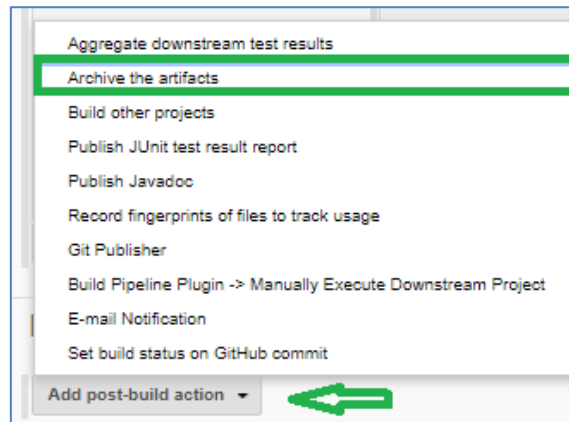 Aggregate downstream test results
Archive the artifacts
Build other projects
Publish JUnit test result report
Publish Javadoc
Record fingerprints of files to track usage
Git Publisher
Build Pipeline Plugin -> Manually Execute Downstream Project
E-mail Notification
Set build status on GitHub commit
Add post-build action